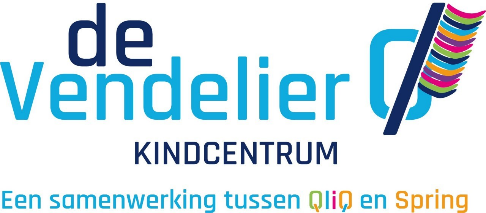 de
Vendelier
KINDCENTRUM
Een samenwerking tussen QliQ en Spring